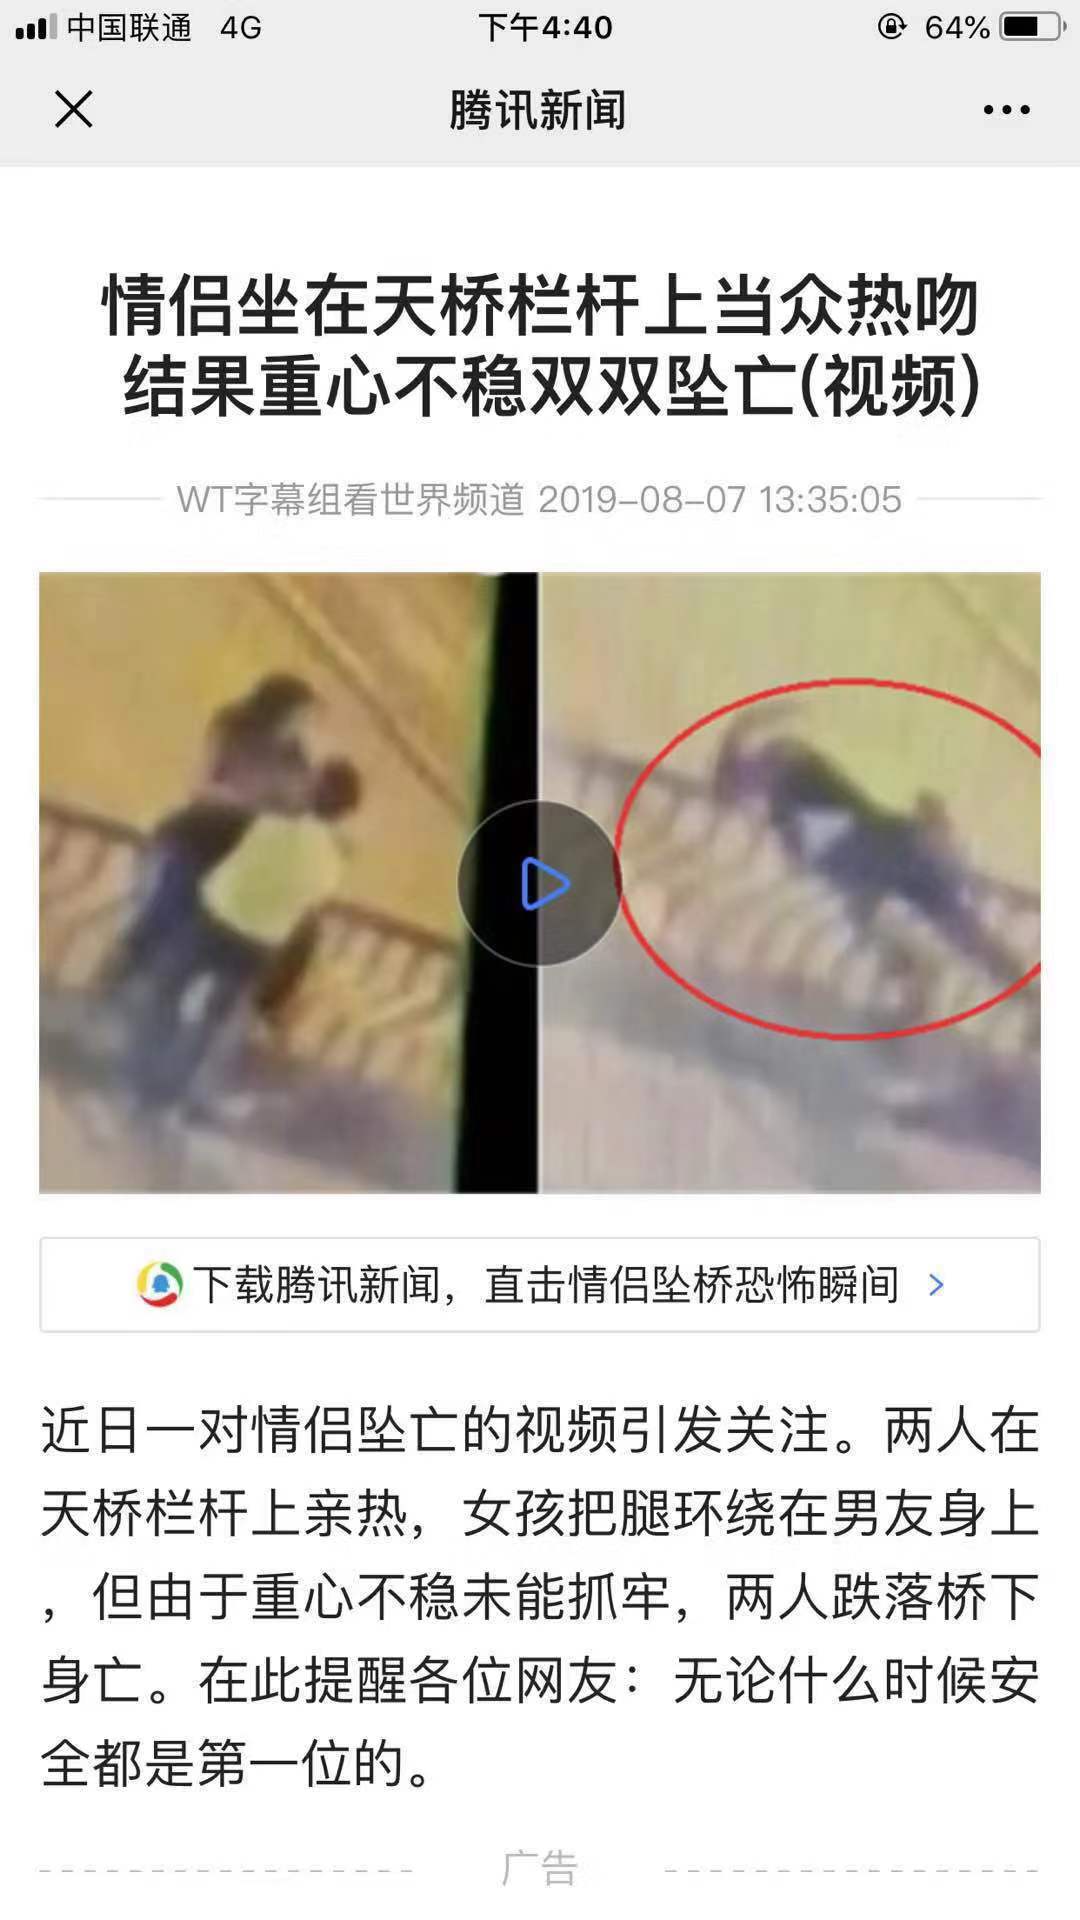 中国联通 4G 下午4:40 64%
腾讯新闻
情侣坐在天桥栏杆上当众热吻
结果重心不稳双双坠亡(视频)
WT字幕组看世界频道 2019-08-07 13:35:05
下载腾讯新闻，直击情侣坠桥恐怖瞬间
近日一对情侣坠亡的视频引发关注。两人在
天桥栏杆上亲热，女孩把腿环绕在男友身上
，但由于重心不稳未能抓牢，两人跌落桥下
身亡。在此提醒各位网友：无论什么时候安
全都是第一位的。
广告